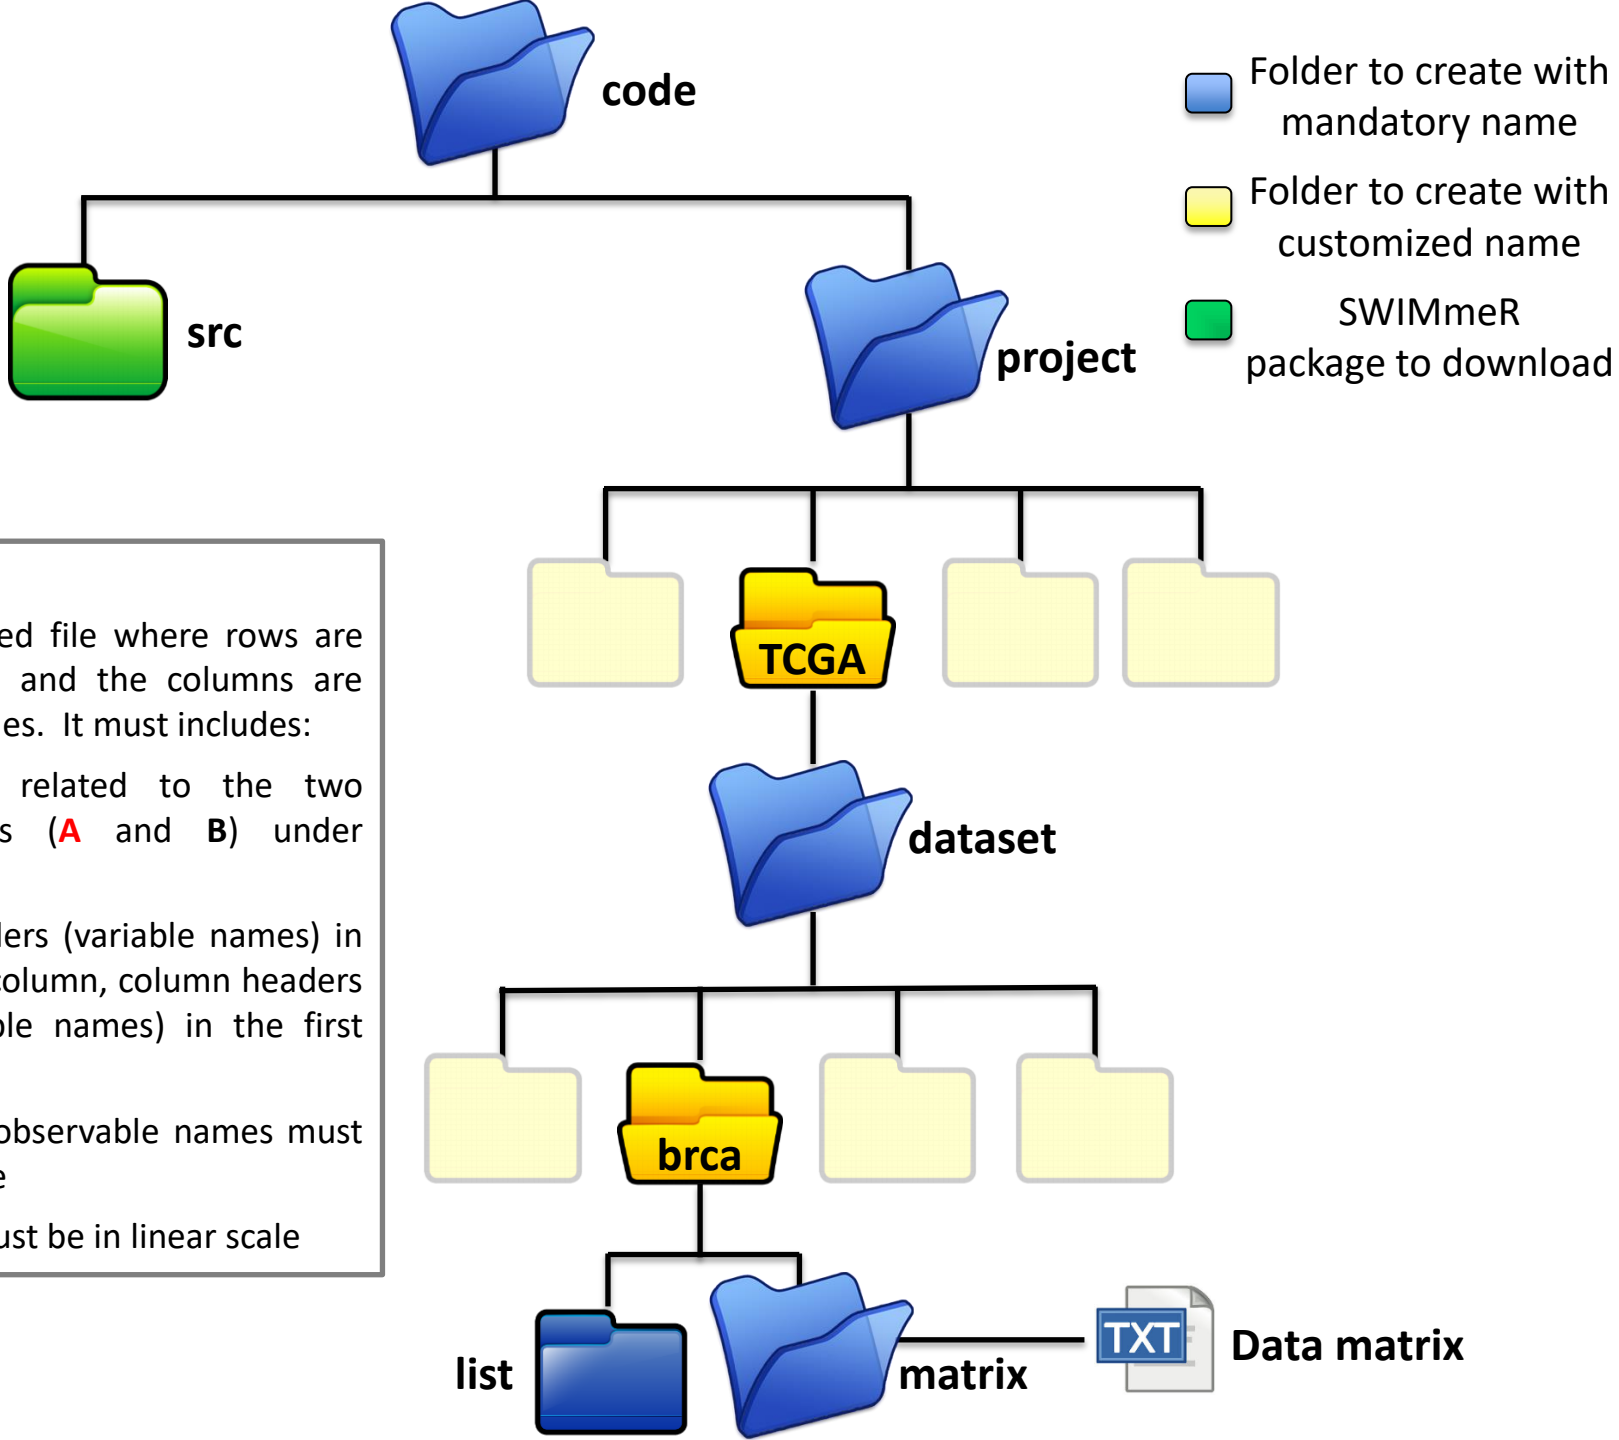 code
Folder to create with
mandatory name
Folder to create with
customized name
SWIMmeR
package to download
src
project
TCGA
ed file where rows are
and the columns are
es. It must includes:
related to the two
s (A and B) under
ders (variable names) in
column, column headers
ble names) in the first
observable names must
e
ust be in linear scale
dataset
brca
list
matrix
TXT
Data matrix